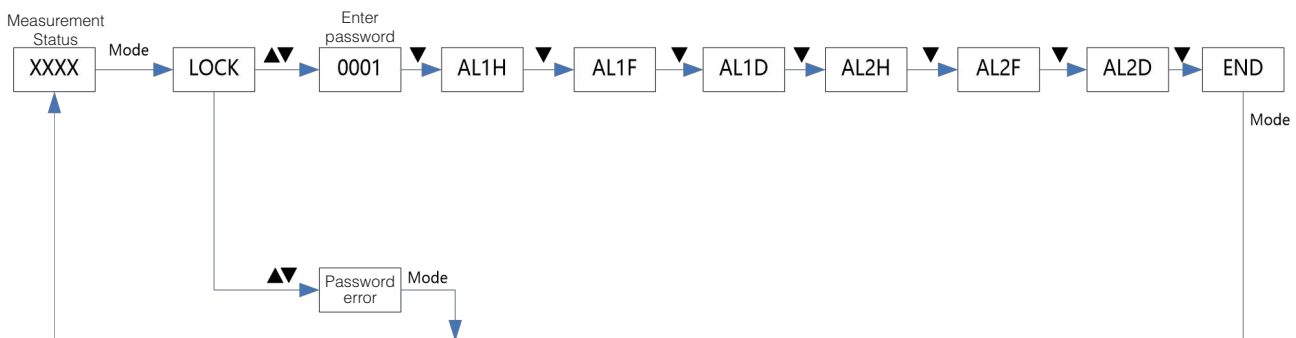 Measurement
Status
Mode
Enter
password
XXXX
LOCK
▲▼
0001
▼
AL1H
▼
AL1F
▼
AL1D
▼
AL2H
▼
AL2F
▼
AL2D
▼
END
Mode
▲▼
Password
error
Mode